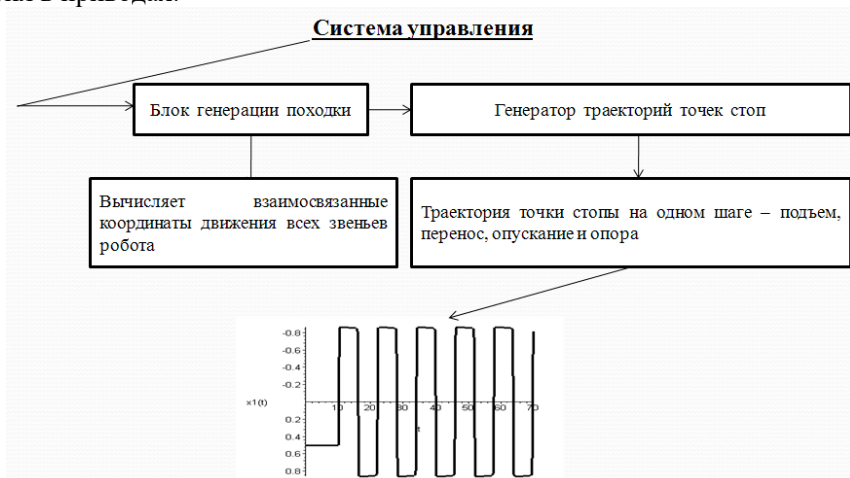 Система управления
Блок генерации походки
Генератор траекторий точек стоп
Вычисляет взаимосвязанные
координаты движения всех звеньев
робота
Траектория точки стопы на одном шаге – подъем,
перенос, опускание и опора
-0.8
-0.6
-0.4
-0.2
x1(t)
10 20 30 40 50 60 70
t
0.2
0.4
0.6
0.8